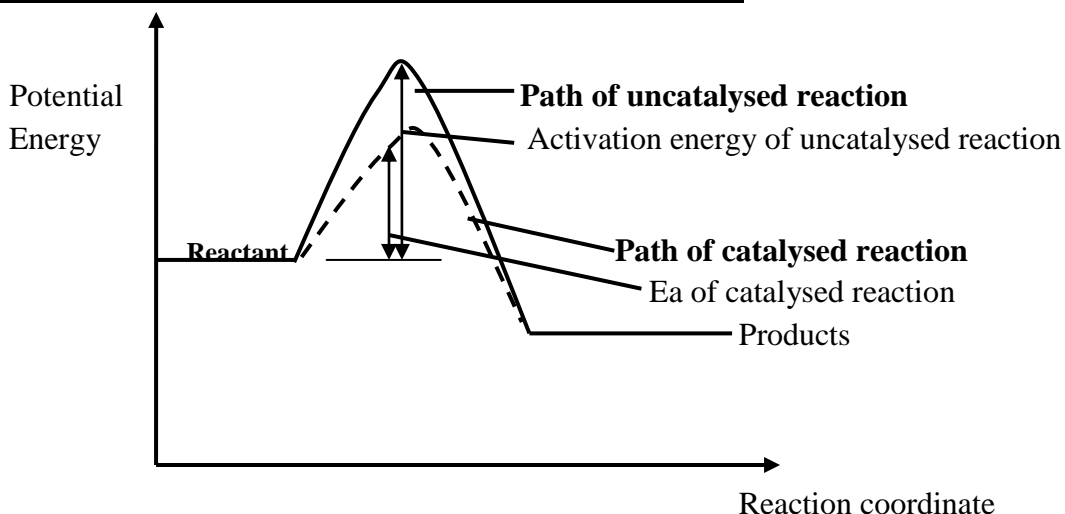 Potential
Energy
Path of uncatalysed reaction
Activation energy of uncatalysed reaction
Reactant
Path of catalysed reaction
Ea of catalysed reaction
Products
Reaction coordinate